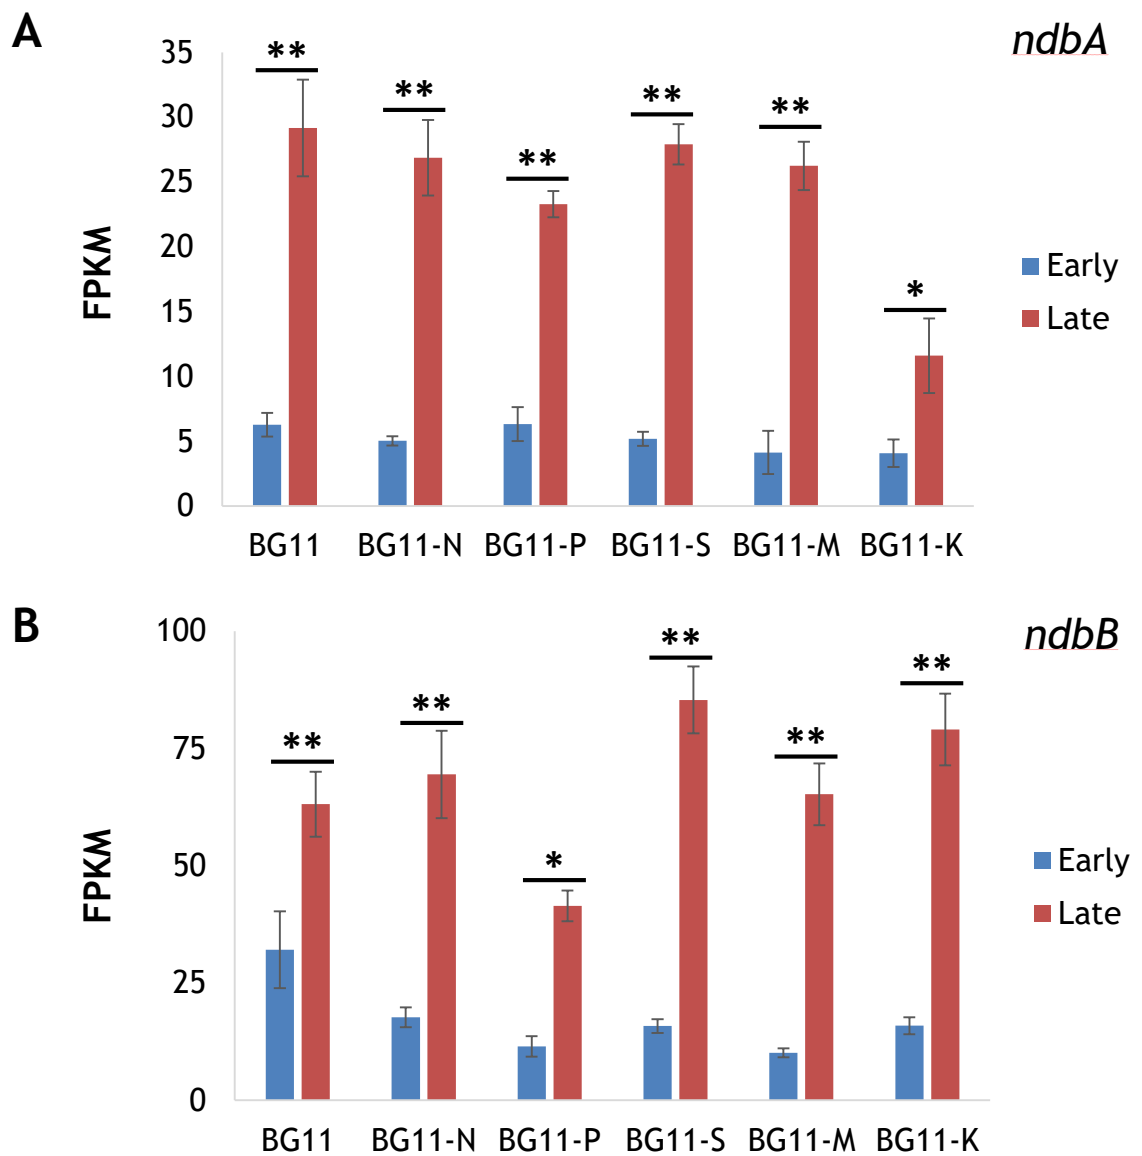 A
ndbA
**
**
**
**
**
*
35
30
25
20
15
10
5
0
FPKM
Early
Late
BG11 BG11-N BG11-P BG11-S BG11-M BG11-K
B
ndbB
**
**
*
**
**
**
100
75
50
25
0
FPKM
Early
Late
BG11 BG11-N BG11-P BG11-S BG11-M BG11-K